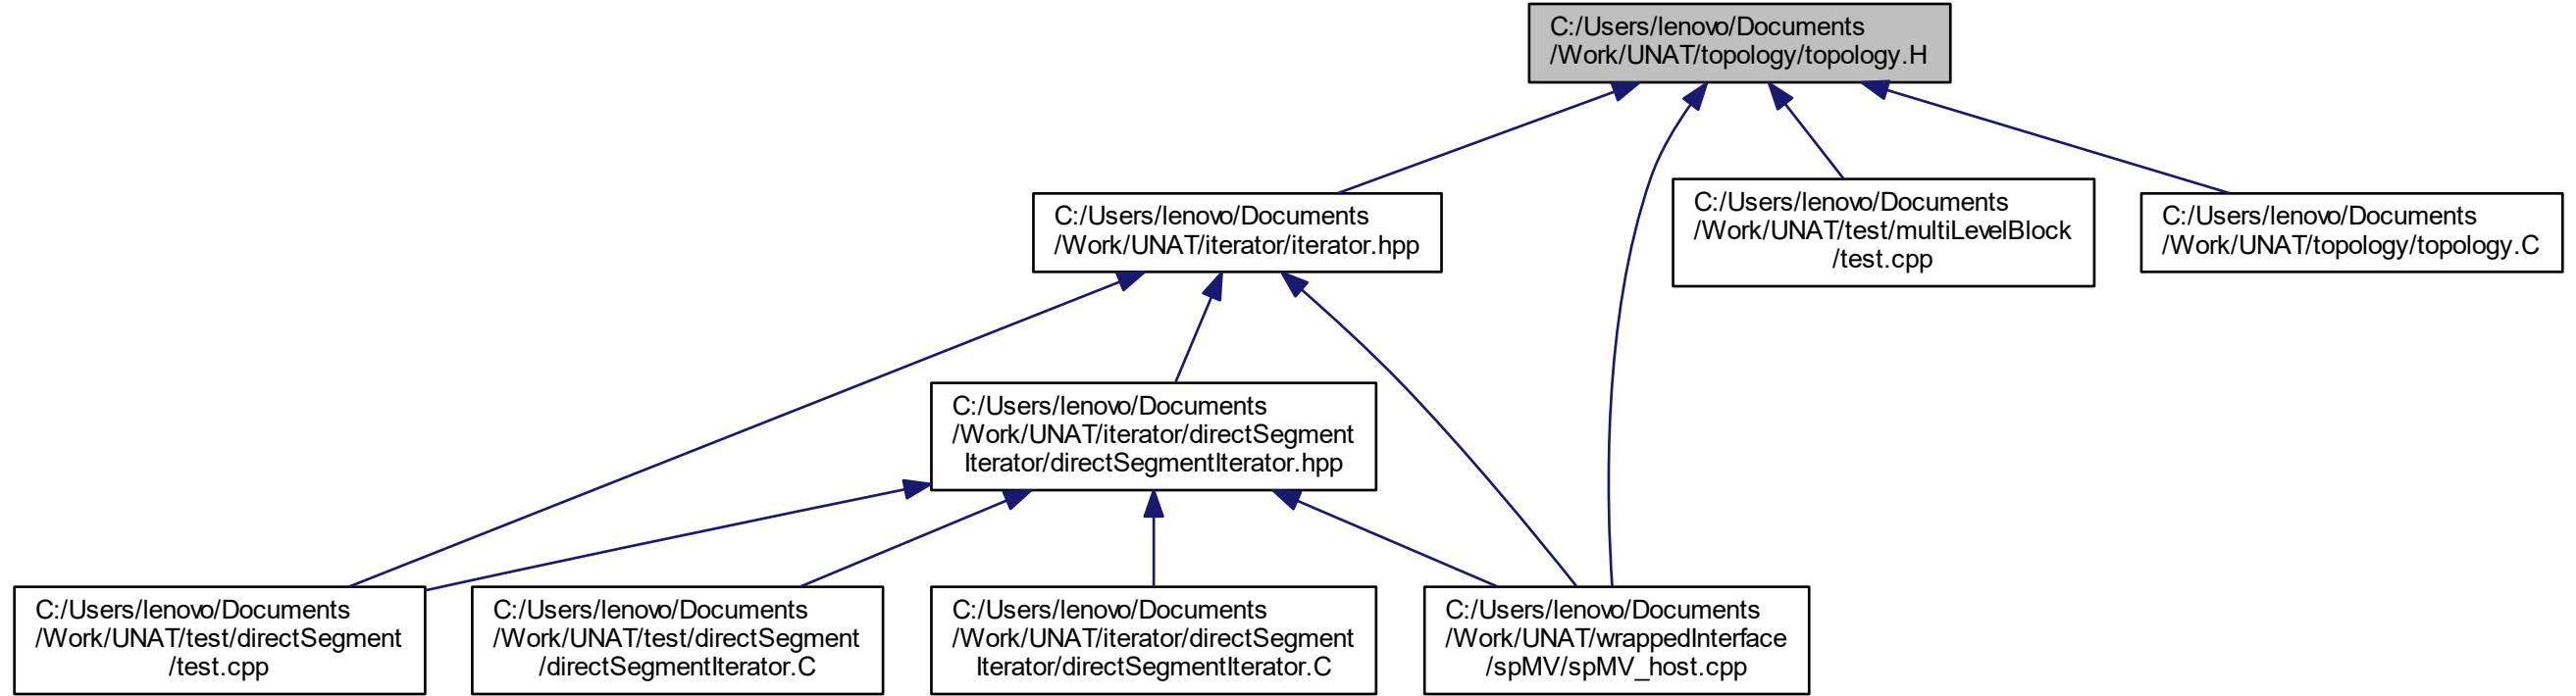 C:/Users/lenovo/Documents
/Work/UNAT/topology/topology.H
C:/Users/lenovo/Documents
/Work/UNAT/iterator/iterator.hpp
C:/Users/lenovo/Documents
/Work/UNAT/test/multiLevelBlock
/test.cpp
C:/Users/lenovo/Documents
/Work/UNAT/topology/topology.C
C:/Users/lenovo/Documents
/Work/UNAT/iterator/directSegment
Iterator/directSegmentIterator.hpp
C:/Users/lenovo/Documents
/Work/UNAT/test/directSegment
/test.cpp
C:/Users/lenovo/Documents
/Work/UNAT/test/directSegment
/directSegmentIterator.C
C:/Users/lenovo/Documents
/Work/UNAT/iterator/directSegment
Iterator/directSegmentIterator.C
C:/Users/lenovo/Documents
/Work/UNAT/wrappedInterface
/spMV/spMV_host.cpp